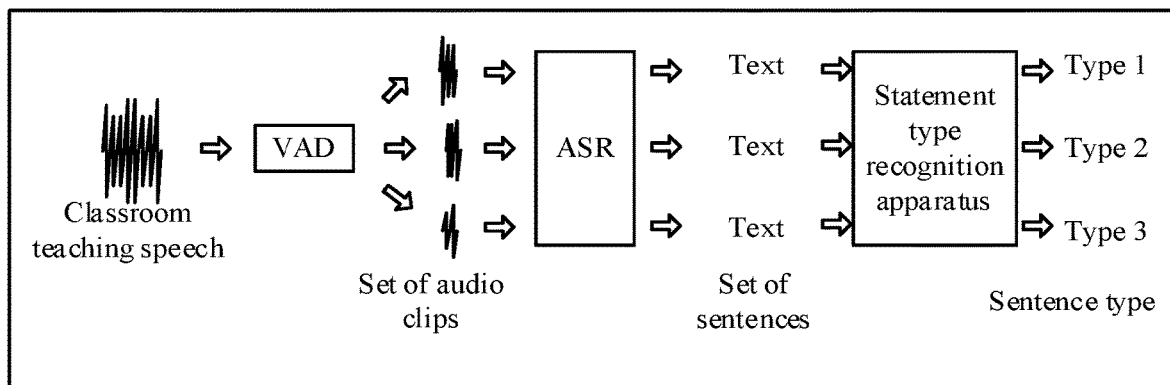 Classroom
teaching speech
VAD
Set of audio
clips
ASR
Text
Text
Text
Set of
sentences
Statement
type
recognition
apparatus
Type 1
Type 2
Type 3
Sentence type